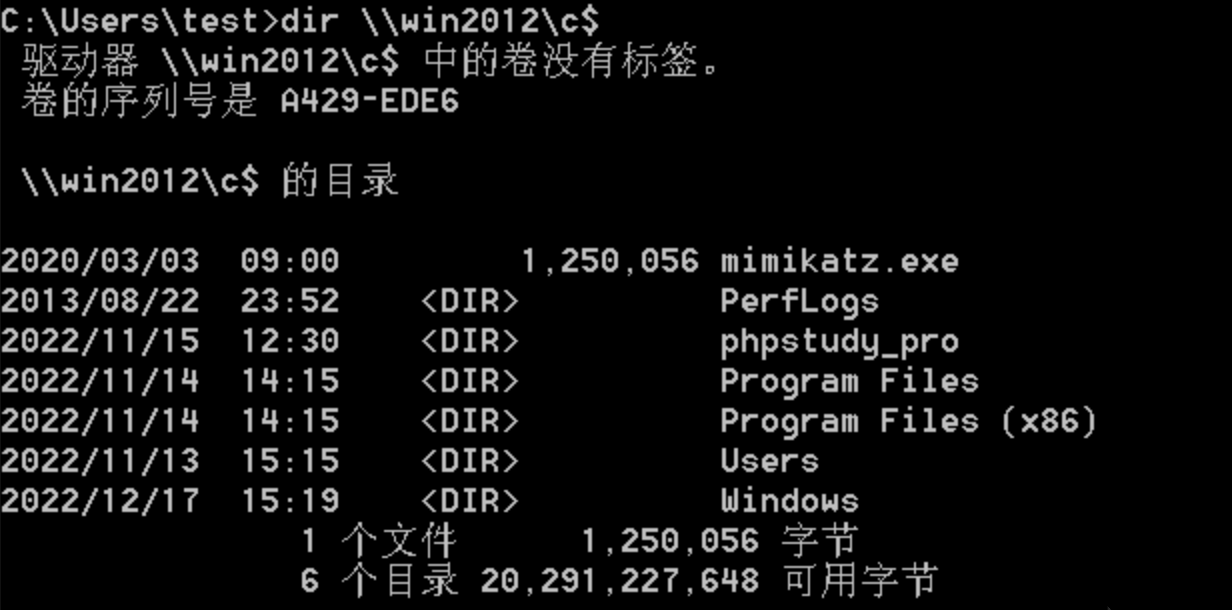 C:\Users\test>dir \\win2012\c$
驱动器 \\win2012\c$ 中的卷没有标签。
卷的序列号是 A429-EDE6
\\win2012\c$ 的目录
2020/03/03  09:00         1,250,056 mimikatz.exe
2013/08/22  23:52    <DIR>          PerfLogs
2022/11/15  12:30    <DIR>          phpstudy_pro
2022/11/14  14:15    <DIR>          Program Files
2022/11/14  14:15    <DIR>          Program Files (x86)
2022/11/13  15:15    <DIR>          Users
2022/12/17  15:19    <DIR>          Windows
1 个文件      1,250,056 字节
6 个目录 20,291,227,648 可用字节